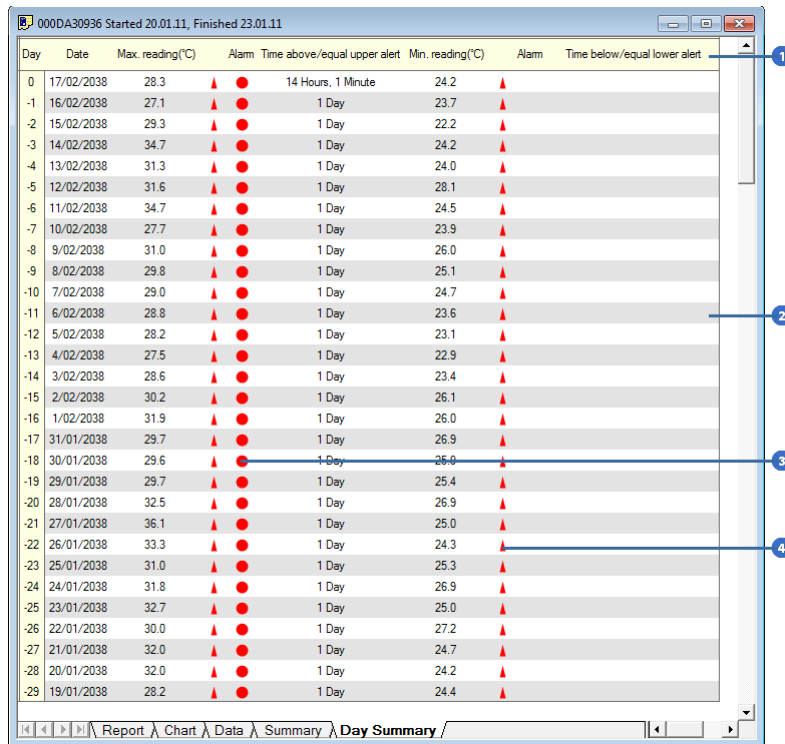 000DA30936 Started 20.01.11, Finished 23.01.11
Day Date Max. reading(°C) Alarm Time above/equal upper alert Min. reading(°C) Alarm Time below/equal lower alert
1
0 17/02/2038 28.3 14 Hours, 1 Minute 24.2
-1 16/02/2038 27.1 1 Day 23.7
-2 15/02/2038 29.3 1 Day 22.2
-3 14/02/2038 34.7 1 Day 24.2
-4 13/02/2038 31.3 1 Day 24.0
-5 12/02/2038 31.6 1 Day 28.1
-6 11/02/2038 34.7 1 Day 24.5
-7 10/02/2038 27.7 1 Day 23.9
-8 9/02/2038 31.0 1 Day 26.0
-9 8/02/2038 29.8 1 Day 25.1
-10 7/02/2038 29.0 1 Day 24.7
-11 6/02/2038 28.8 1 Day 23.6
2
-12 5/02/2038 28.2 1 Day 23.1
-13 4/02/2038 27.5 1 Day 22.9
-14 3/02/2038 28.6 1 Day 23.4
-15 2/02/2038 30.2 1 Day 26.1
-16 1/02/2038 31.9 1 Day 26.0
-17 31/01/2038 29.7 1 Day 26.9
-18 30/01/2038 29.6 1 Day
3
-19 29/01/2038 29.7 1 Day 25.4
-20 28/01/2038 32.5 1 Day 26.9
-21 27/01/2038 36.1 1 Day 25.0
-22 26/01/2038 33.3 1 Day 24.3
4
-23 25/01/2038 31.0 1 Day 25.3
-24 24/01/2038 31.8 1 Day 26.9
-25 23/01/2038 32.7 1 Day 25.0
-26 22/01/2038 30.0 1 Day 27.2
-27 21/01/2038 32.0 1 Day 24.7
-28 20/01/2038 32.0 1 Day 24.2
-29 19/01/2038 28.2 1 Day 24.4
Report Chart Data Summary Day Summary